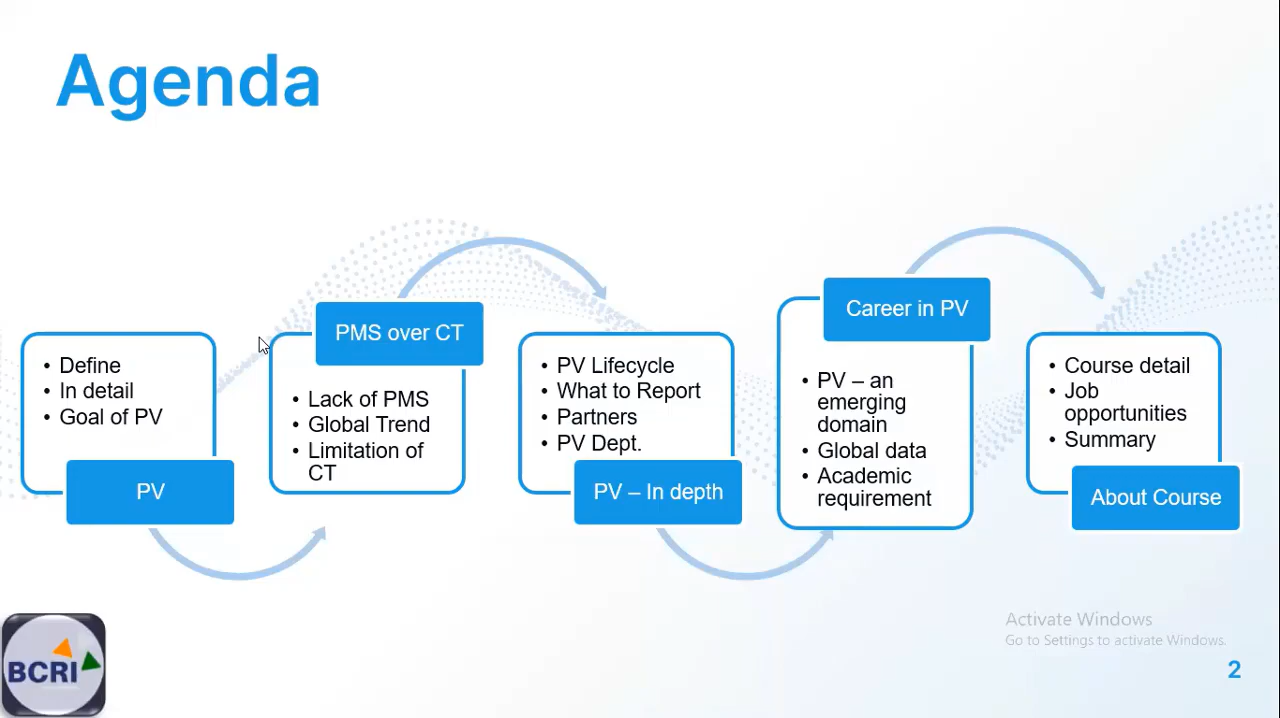 Agenda
• Define
• In detail
• Goal of PV
PV
PMS over CT
• Lack of PMS
• Global Trend
• Limitation of
CT
• PV Lifecycle
• What to Report
• Partners
• PV Dept.
PV – In depth
Career in PV
• PV – an
emerging
domain
• Global data
• Academic
requirement
• Course detail
• Job
opportunities
• Summary
About Course
Activate Windows
Go to Settings to activate Windows.
2
BCRI